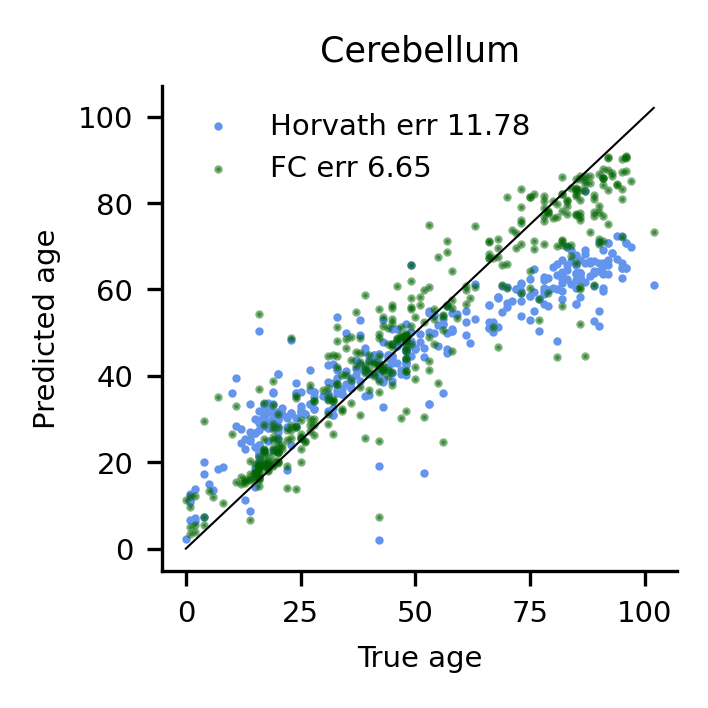 Cerebellum
Horvath err 11.78
FC err 6.65
100
80
60
40
20
0
Predicted age
0 25 50 75 100
True age